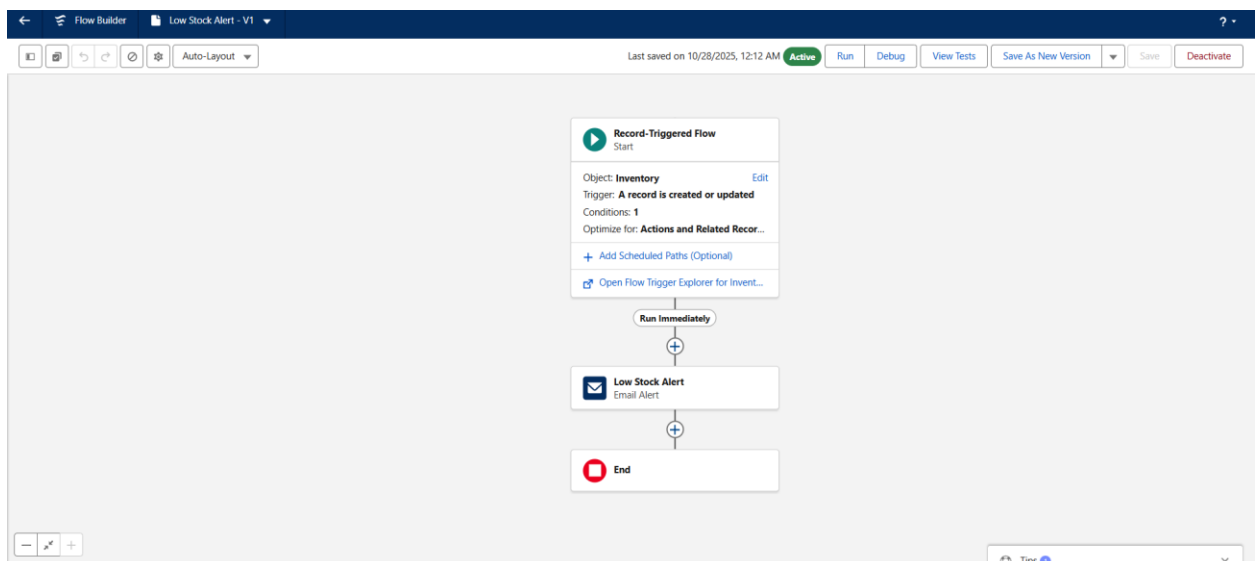 Flow Builder Low Stock Alert - V1 ?
Auto-Layout Last saved on 10/28/2025, 12:12 AM Active Run Debug View Tests Save As New Version Save Deactivate
Record-Triggered Flow
Start
Object: Inventory Edit
Trigger: A record is created or updated
Conditions: 1
Optimize for: Actions and Related Recor...
+ Add Scheduled Paths (Optional)
Open Flow Trigger Explorer for Invent...
Run Immediately
Low Stock Alert
Email Alert
End
Tips